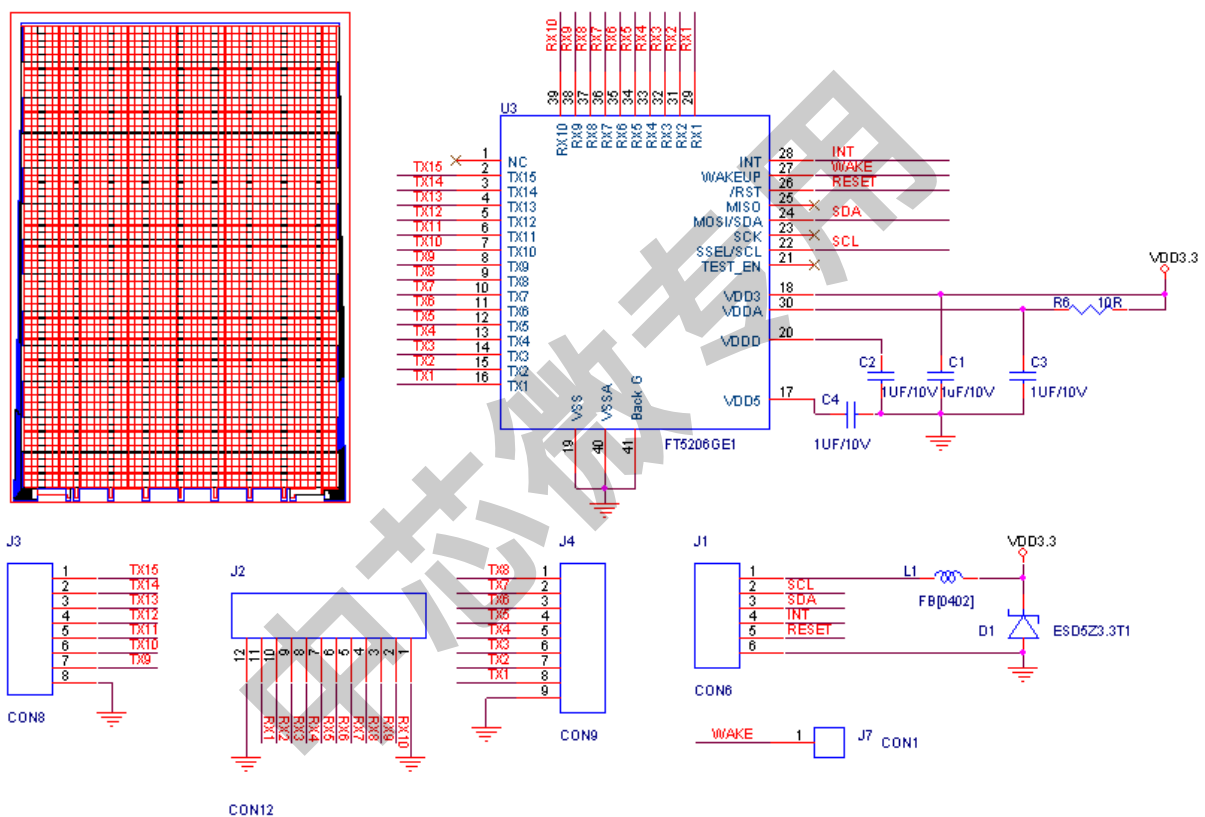 RX10
RX9
RX8
RX7
RX6
RX5
RX4
RX3
RX2
RX1
39
38
37
36
35
34
33
32
31
29
U3
RX10
RX9
RX8
RX7
RX6
RX5
RX4
RX3
RX2
RX1
1 NC
TX15 2 TX15
TX14 3 TX14
TX13 4 TX13
TX12 5 TX12
TX11 6 TX11
TX10 7 TX10
TX9 8 TX9
TX8 9 TX8
TX7 10 TX7
TX6 11 TX6
TX5 12 TX5
TX4 13 TX4
TX3 14 TX3
TX2 15 TX2
TX1 16 TX1
INT 28 INT
WAKEUP 27 WAKE
/RST 26 RESET
MISO 25
MOSI/SDA 24 SDA
SCK 23
SSEL/SCL 22 SCL
TEST_EN 21
VDD3 18
VDDA 30
VDDD 20
VDD5 17
VSS
VSSA
Back G
19
40
41
FT5206GE1
VDD3.3
R6 10R
C2
1UF/10V
C1
1uF/10V
C3
1UF/10V
C4
1UF/10V
J3
1 TX15
2 TX14
3 TX13
4 TX12
5 TX11
6 TX10
7 TX9
8
CON8
J2
12
11
10
9
8
7
6
5
4
3
2
1
RX1
RX2
RX3
RX4
RX5
RX6
RX7
RX8
RX9
RX10
CON12
J4
TX8 1
TX7 2
TX6 3
TX5 4
TX4 5
TX3 6
TX2 7
TX1 8
9
CON9
J1
1
2 SCL
3 SDA
4 INT
5 RESET
6
CON6
VDD3.3
L1
FB[0402]
D1 ESD5Z3.3T1
WAKE 1 J7 CON1
中芯微专用